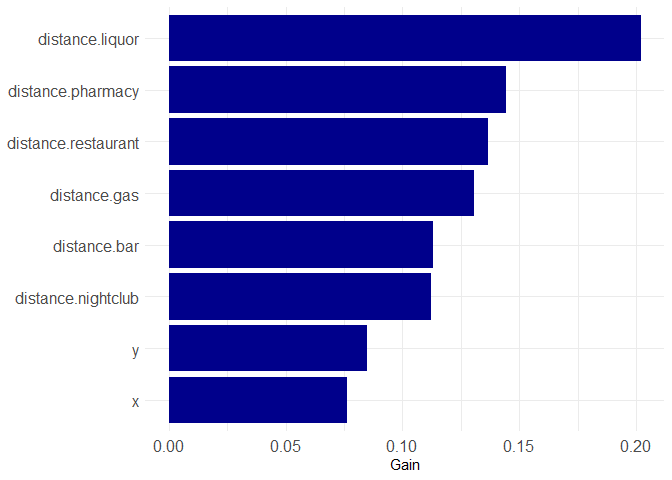 distance.liquor
distance.pharmacy
distance.restaurant
distance.gas
distance.bar
distance.nightclub
y
x
0.00 0.05 0.10 0.15 0.20
Gain